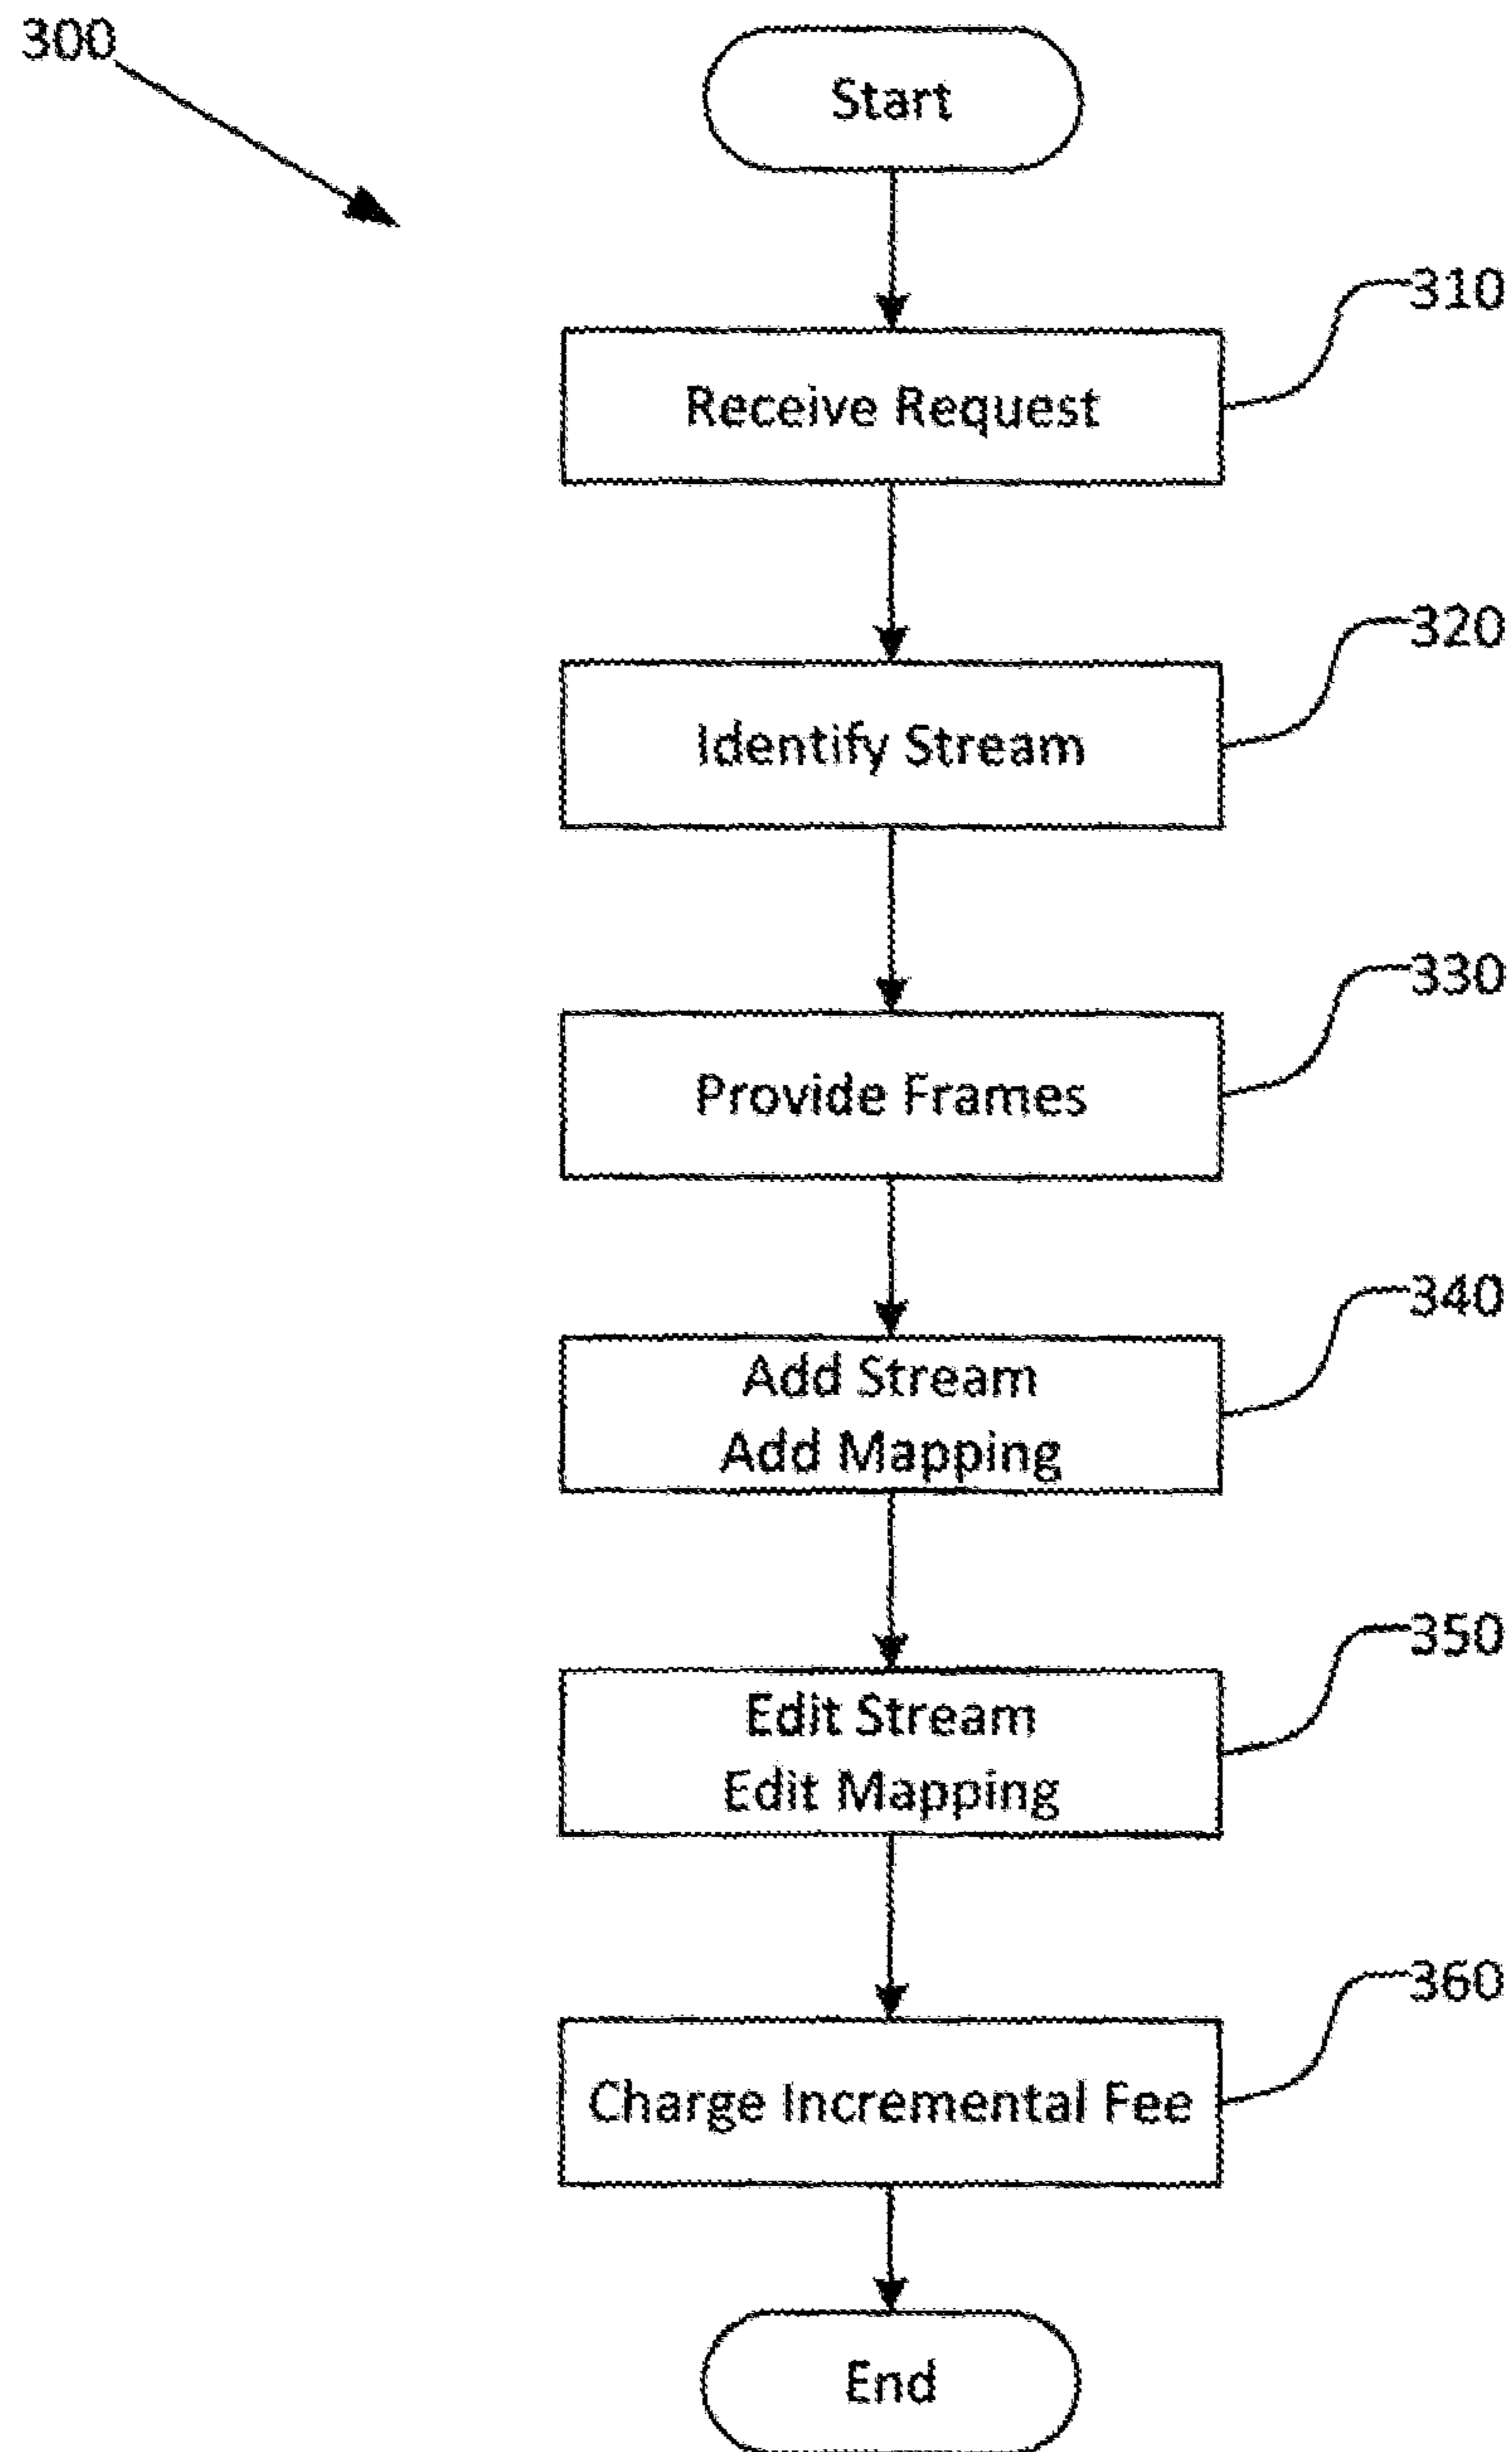 300
Start
310
Receive Request
320
Identify Stream
330
Provide Frames
340
Add Stream
Add Mapping
350
Edit Stream
Edit Mapping
360
Charge Incremental Fee
End